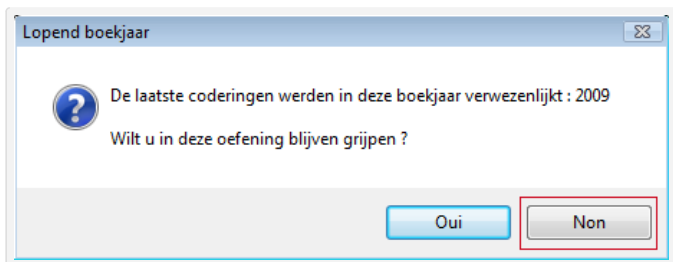 Lopend boekjaar
De laatste coderingen werden in deze boekjaar verwezenlijkt : 2009
Wilt u in deze oefening blijven grijpen ?
Oui
Non